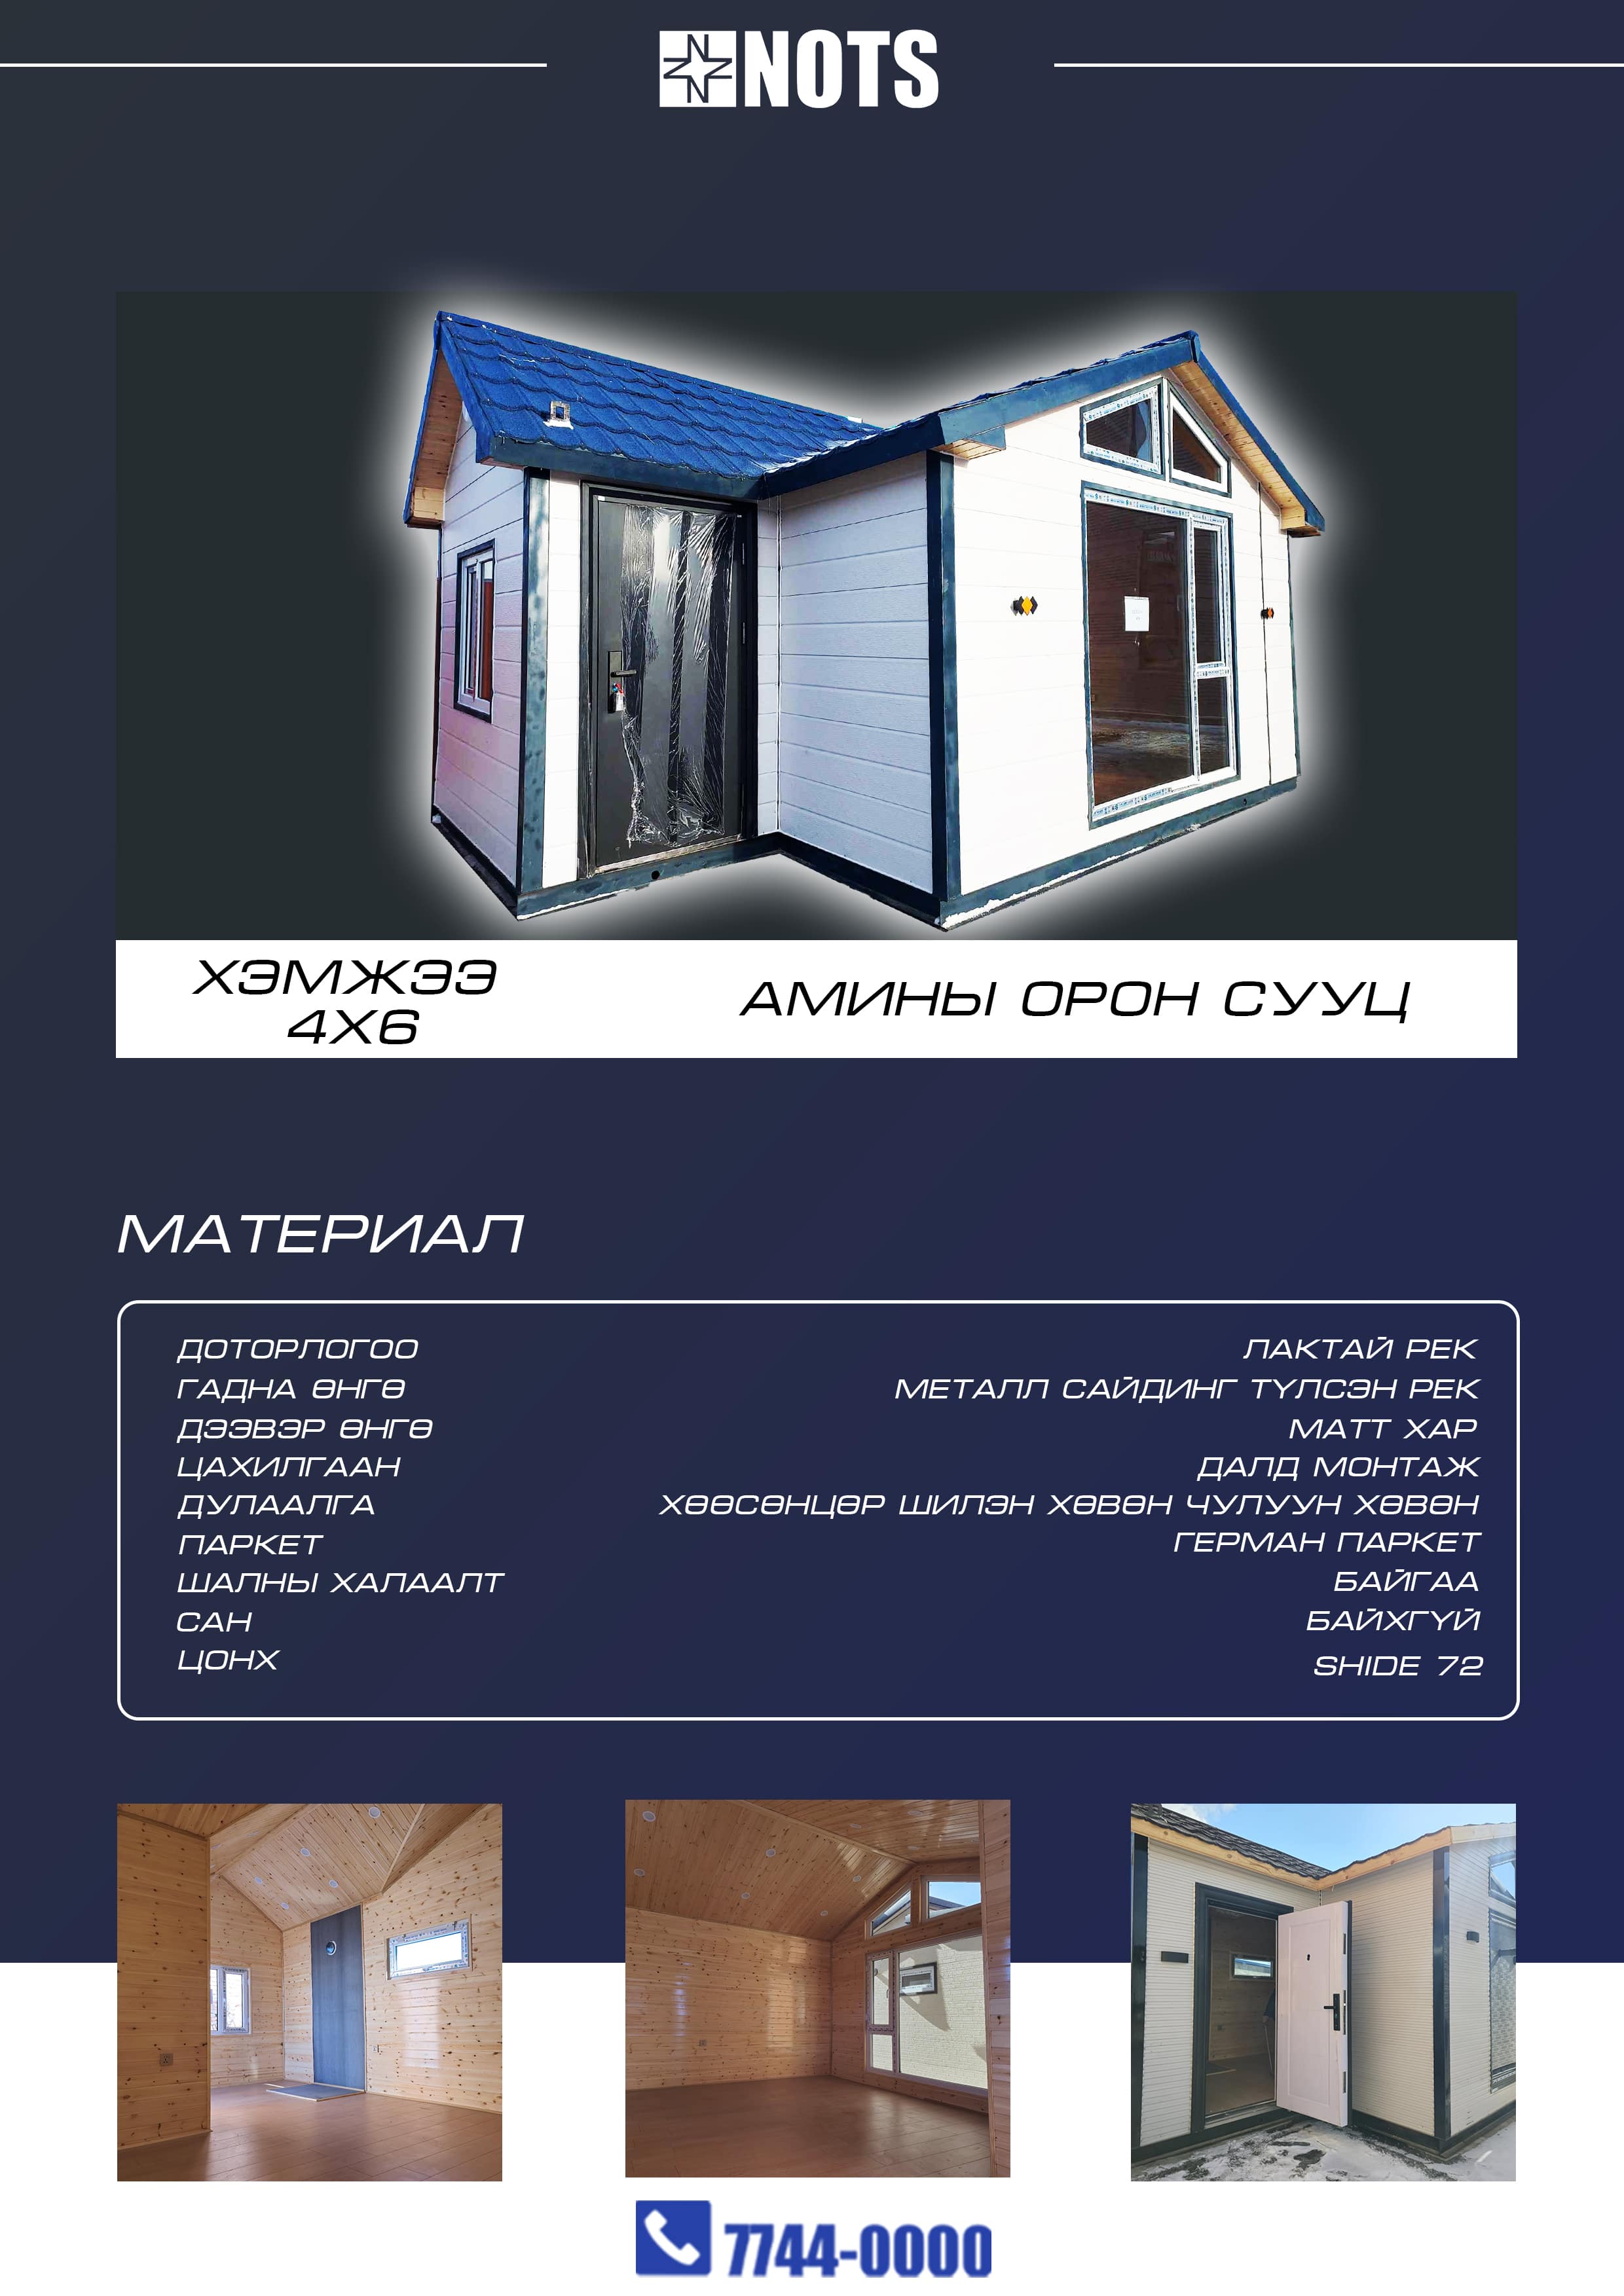 NOTS
ХЭМЖЭЭ
4X6
АМИНЫ ОРОН СУУЦ
МАТЕРИАЛ
ДОТОРЛОГОО ЛАКТАЙ РЕК
ГАДНА ӨНГӨ МЕТАЛЛ САЙДИНГ ТҮЛСЭН РЕК
ДЭЭВЭР ӨНГӨ МАТТ ХАР
ЦАХИЛГААН ДАЛД МОНТАЖ
ДУЛААЛГА ХӨӨСӨНЦӨР ШИЛЭН ХӨВӨН ЧУЛУУН ХӨВӨН
ПАРКЕТ ГЕРМАН ПАРКЕТ
ШАЛНЫ ХАЛААЛТ БАЙГАА
САН БАЙХГҮЙ
ЦОНХ SHIDE 72
7744-0000